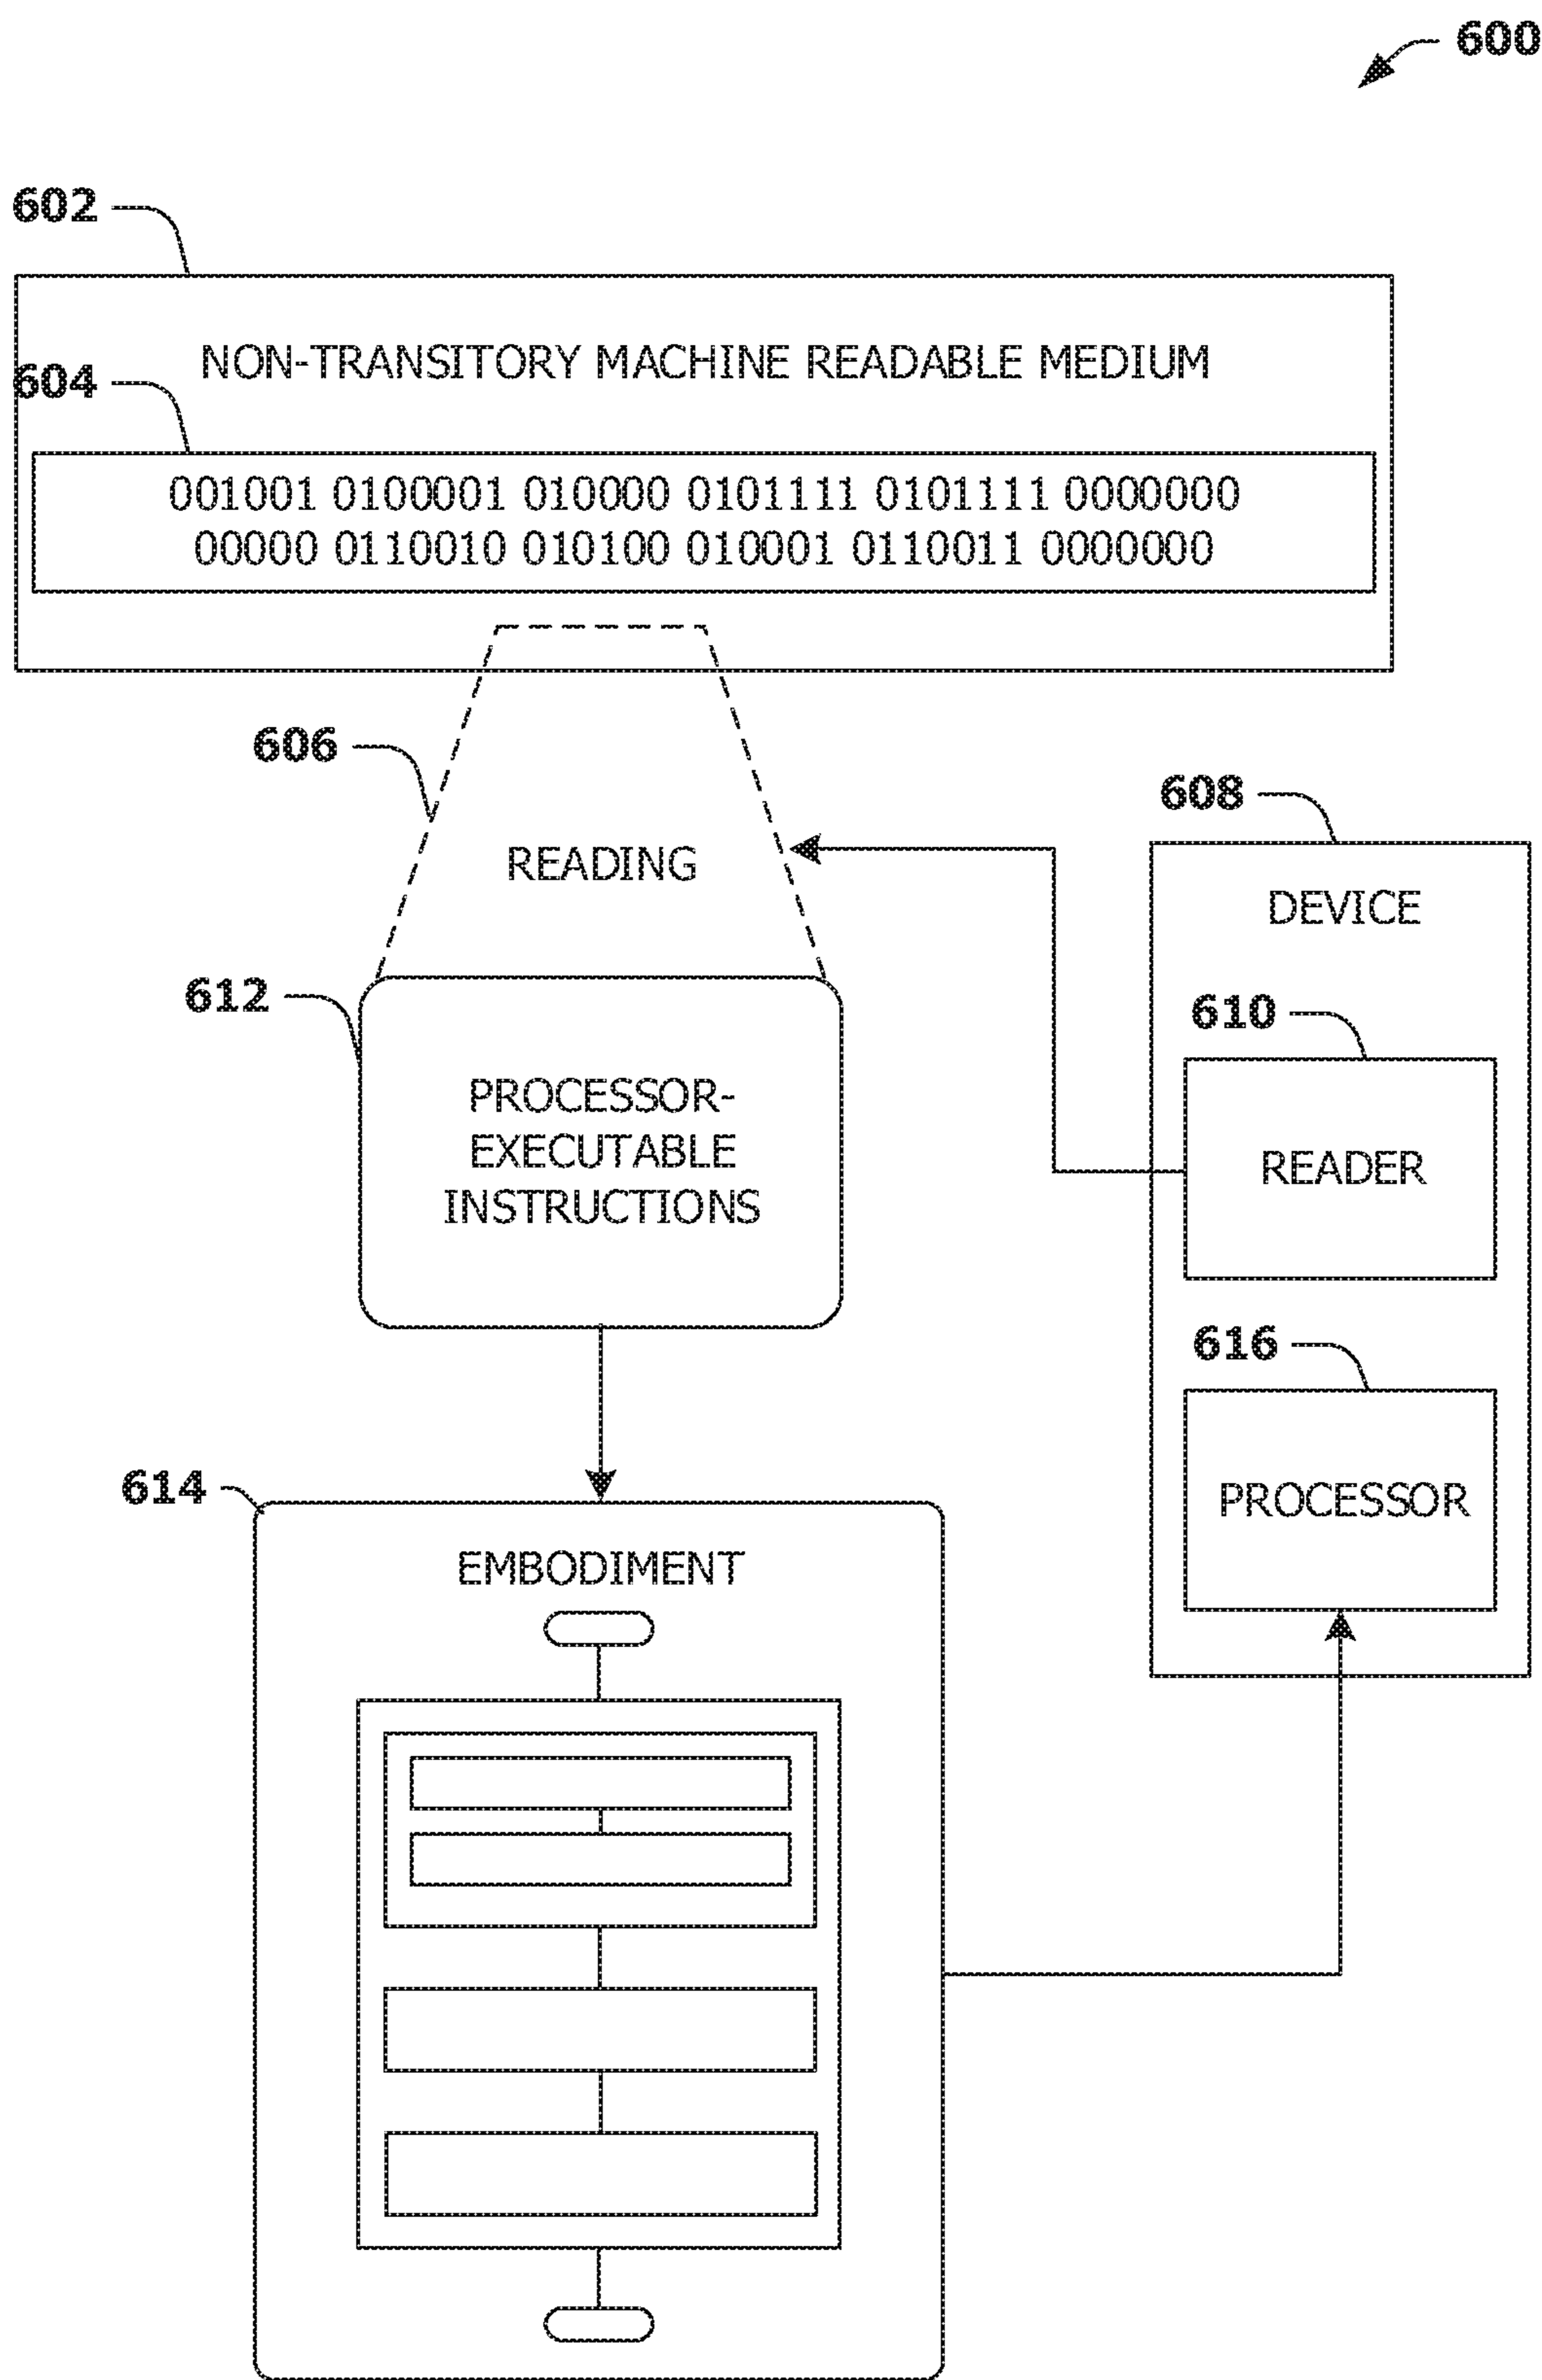 600
602
NON-TRANSITORY MACHINE READABLE MEDIUM
604
001001 0100001 010000 0101111 0101111 0000000
00000 0110010 010100 010001 0110011 0000000
606
READING
608
DEVICE
612
PROCESSOR-
EXECUTABLE
INSTRUCTIONS
610
READER
616
PROCESSOR
614
EMBODIMENT